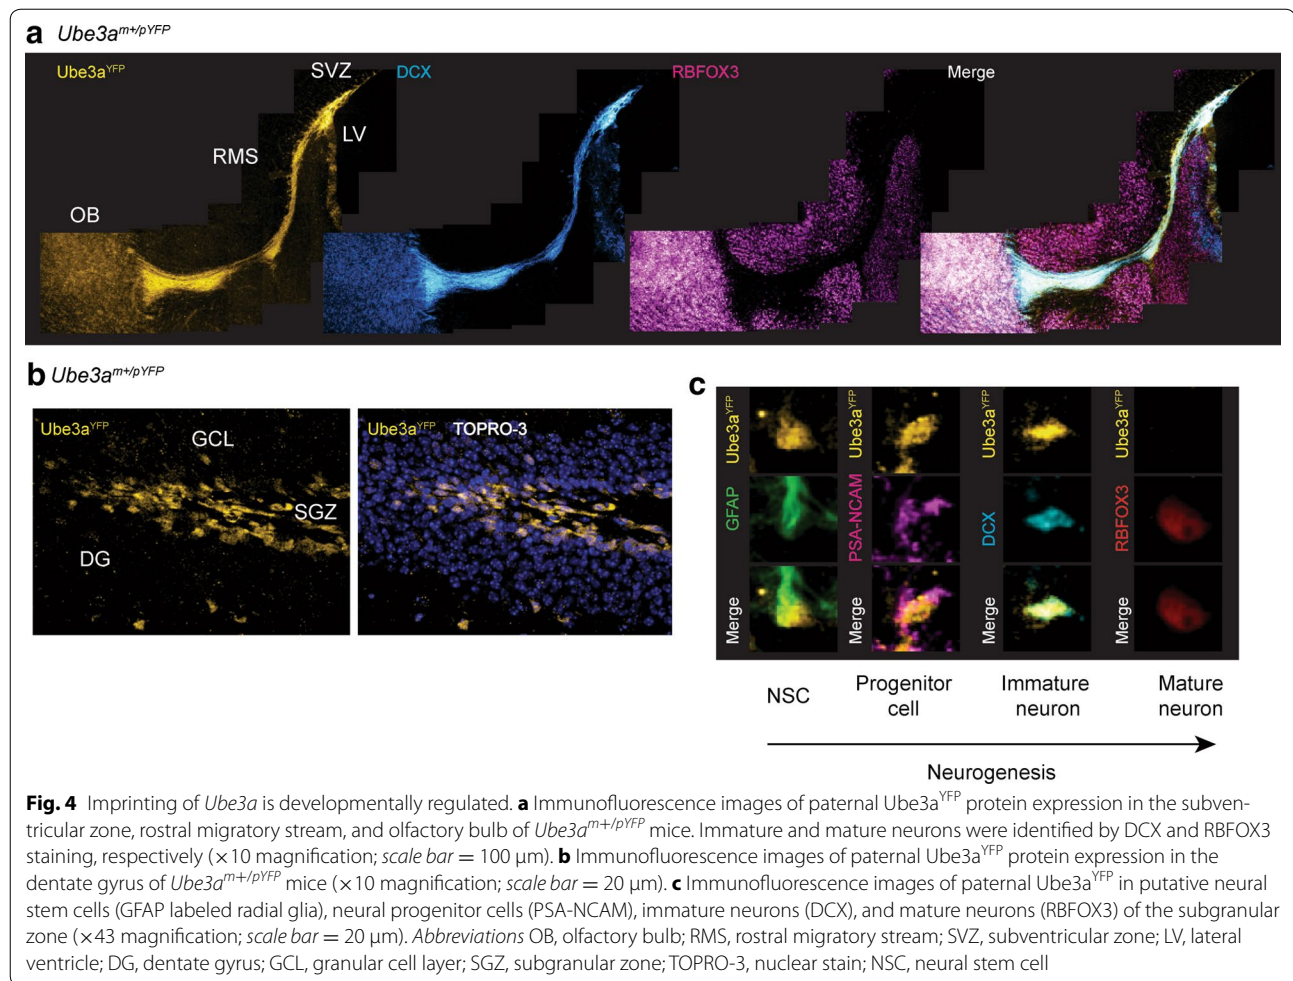 a Ube3a^m+/pYFP
Ube3a^YFP
SVZ
DCX
RBFOX3
Merge
LV
RMS
OB
b Ube3a^m+/pYFP
Ube3a^YFP
GCL
SGZ
DG
Ube3a^YFP TOPRO-3
c
Ube3a^YFP
Ube3a^YFP
Ube3a^YFP
Ube3a^YFP
GFAP
PSA-NCAM
DCX
RBFOX3
Merge
Merge
Merge
Merge
NSC
Progenitor
cell
Immature
neuron
Mature
neuron
Neurogenesis
Fig. 4 Imprinting of Ube3a is developmentally regulated. a Immunofluorescence images of paternal Ube3a^YFP protein expression in the subven-
tricular zone, rostral migratory stream, and olfactory bulb of Ube3a^m+/pYFP mice. Immature and mature neurons were identified by DCX and RBFOX3
staining, respectively (×10 magnification; scale bar = 100 μm). b Immunofluorescence images of paternal Ube3a^YFP protein expression in the
dentate gyrus of Ube3a^m+/pYFP mice (×10 magnification; scale bar = 20 μm). c Immunofluorescence images of paternal Ube3a^YFP in putative neural
stem cells (GFAP labeled radial glia), neural progenitor cells (PSA-NCAM), immature neurons (DCX), and mature neurons (RBFOX3) of the subgranular
zone (×43 magnification; scale bar = 20 μm). Abbreviations OB, olfactory bulb; RMS, rostral migratory stream; SVZ, subventricular zone; LV, lateral
ventricle; DG, dentate gyrus; GCL, granular cell layer; SGZ, subgranular zone; TOPRO-3, nuclear stain; NSC, neural stem cell